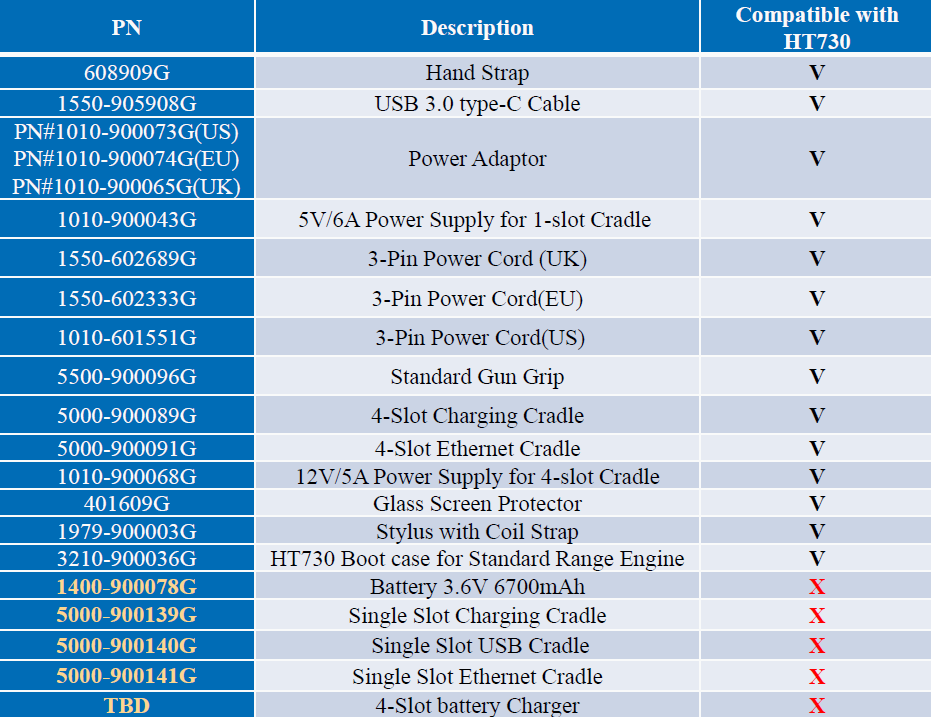 PN Description Compatible with
HT730
608909G Hand Strap V
1550-905908G USB 3.0 type-C Cable V
PN#1010-900073G(US)
PN#1010-900074G(EU) Power Adaptor V
PN#1010-900065G(UK)
1010-900043G 5V/6A Power Supply for 1-slot Cradle V
1550-602689G 3-Pin Power Cord (UK) V
1550-602333G 3-Pin Power Cord(EU) V
1010-601551G 3-Pin Power Cord(US) V
5500-900096G Standard Gun Grip V
5000-900089G 4-Slot Charging Cradle V
5000-900091G 4-Slot Ethernet Cradle V
1010-900068G 12V/5A Power Supply for 4-slot Cradle V
401609G Glass Screen Protector V
1979-900003G Stylus with Coil Strap V
3210-900036G HT730 Boot case for Standard Range Engine V
1400-900078G Battery 3.6V 6700mAh X
5000-900139G Single Slot Charging Cradle X
5000-900140G Single Slot USB Cradle X
5000-900141G Single Slot Ethernet Cradle X
TBD 4-Slot battery Charger X